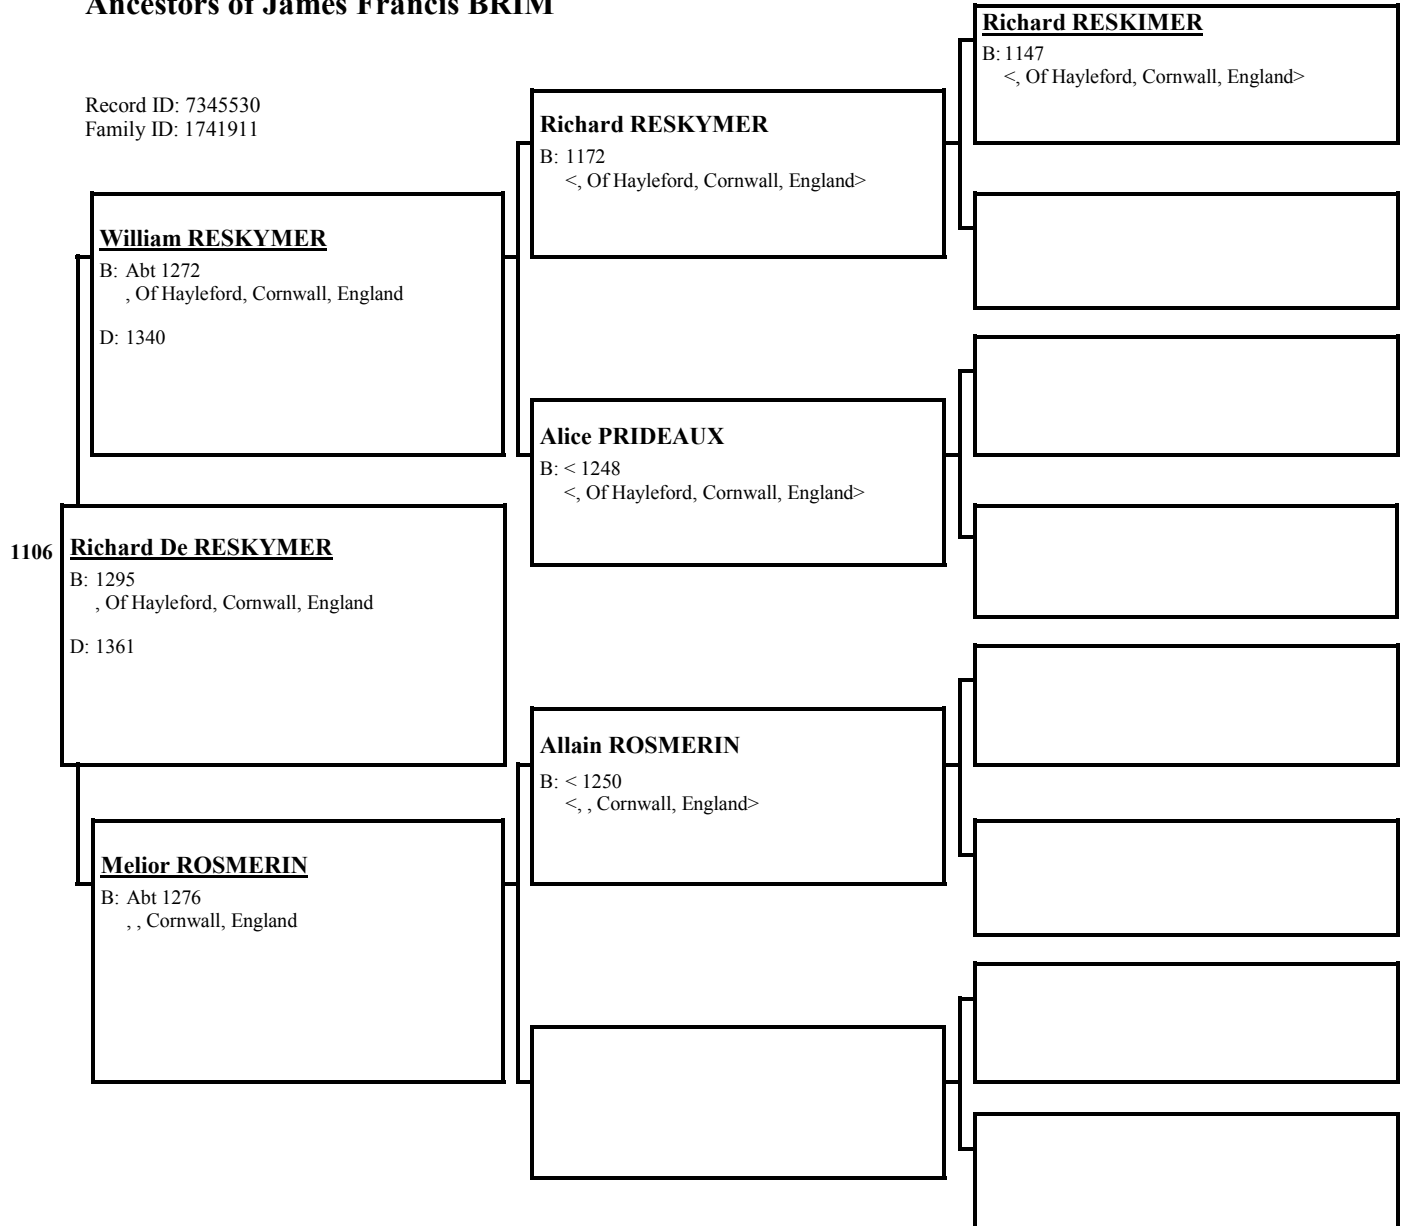 Ancestors of James Francis BRIM
Record ID: 7345530
Family ID: 1741911
Richard RESKIMER
B: 1147
<, Of Hayleford, Cornwall, England>
Richard RESKYMER
B: 1172
<, Of Hayleford, Cornwall, England>
William RESKYMER
B: Abt 1272
, Of Hayleford, Cornwall, England
D: 1340
Alice PRIDEAUX
B: < 1248
<, Of Hayleford, Cornwall, England>
1106 Richard De RESKYMER
B: 1295
, Of Hayleford, Cornwall, England
D: 1361
Allain ROSMERIN
B: < 1250
<, , Cornwall, England>
Melior ROSMERIN
B: Abt 1276
, , Cornwall, England